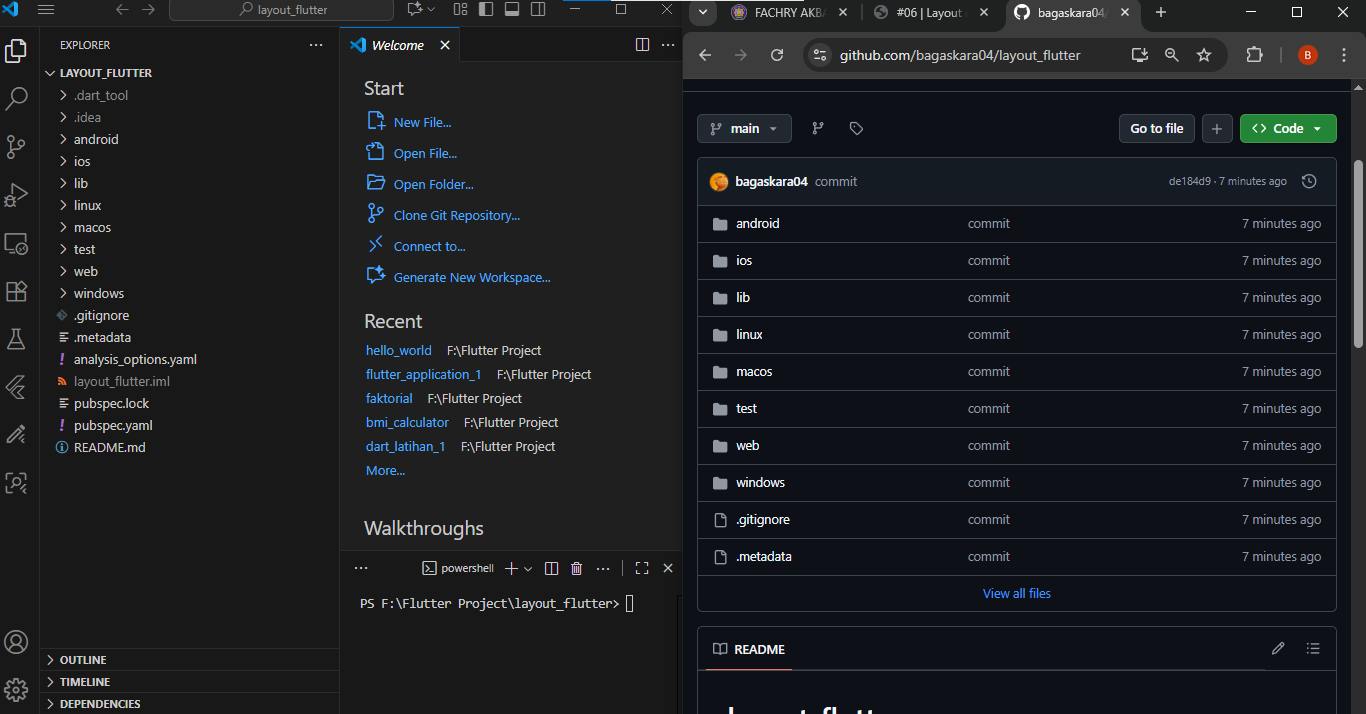 layout_flutter
EXPLORER
LAYOUT_FLUTTER
.dart_tool
.idea
android
ios
lib
linux
macos
test
web
windows
.gitignore
.metadata
analysis_options.yaml
layout_flutter.iml
pubspec.lock
pubspec.yaml
README.md
OUTLINE
TIMELINE
DEPENDENCIES
Welcome
Start
New File...
Open File...
Open Folder...
Clone Git Repository...
Connect to...
Generate New Workspace...
Recent
hello_world F:\Flutter Project
flutter_application_1 F:\Flutter Project
faktorial F:\Flutter Project
bmi_calculator F:\Flutter Project
dart_latihan_1 F:\Flutter Project
More...
Walkthroughs
powershell
PS F:\Flutter Project\layout_flutter>
FACHRY AKBA
#06 | Layout
bagaskara04/
github.com/bagaskara04/layout_flutter
B
main
Go to file
Code
bagaskara04 commit de184d9 · 7 minutes ago
android commit 7 minutes ago
ios commit 7 minutes ago
lib commit 7 minutes ago
linux commit 7 minutes ago
macos commit 7 minutes ago
test commit 7 minutes ago
web commit 7 minutes ago
windows commit 7 minutes ago
.gitignore commit 7 minutes ago
.metadata commit 7 minutes ago
View all files
README